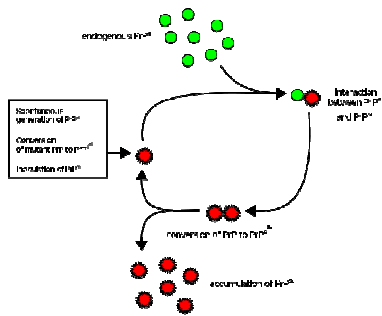 endogenous PrP
Interaction
between PrP
and PrP
Spontaneous
generation of PrP
Conversion
of mutant PrP to PrP
Inoculation of PrP
conversion of PrP to PrP
accumulation of PrP